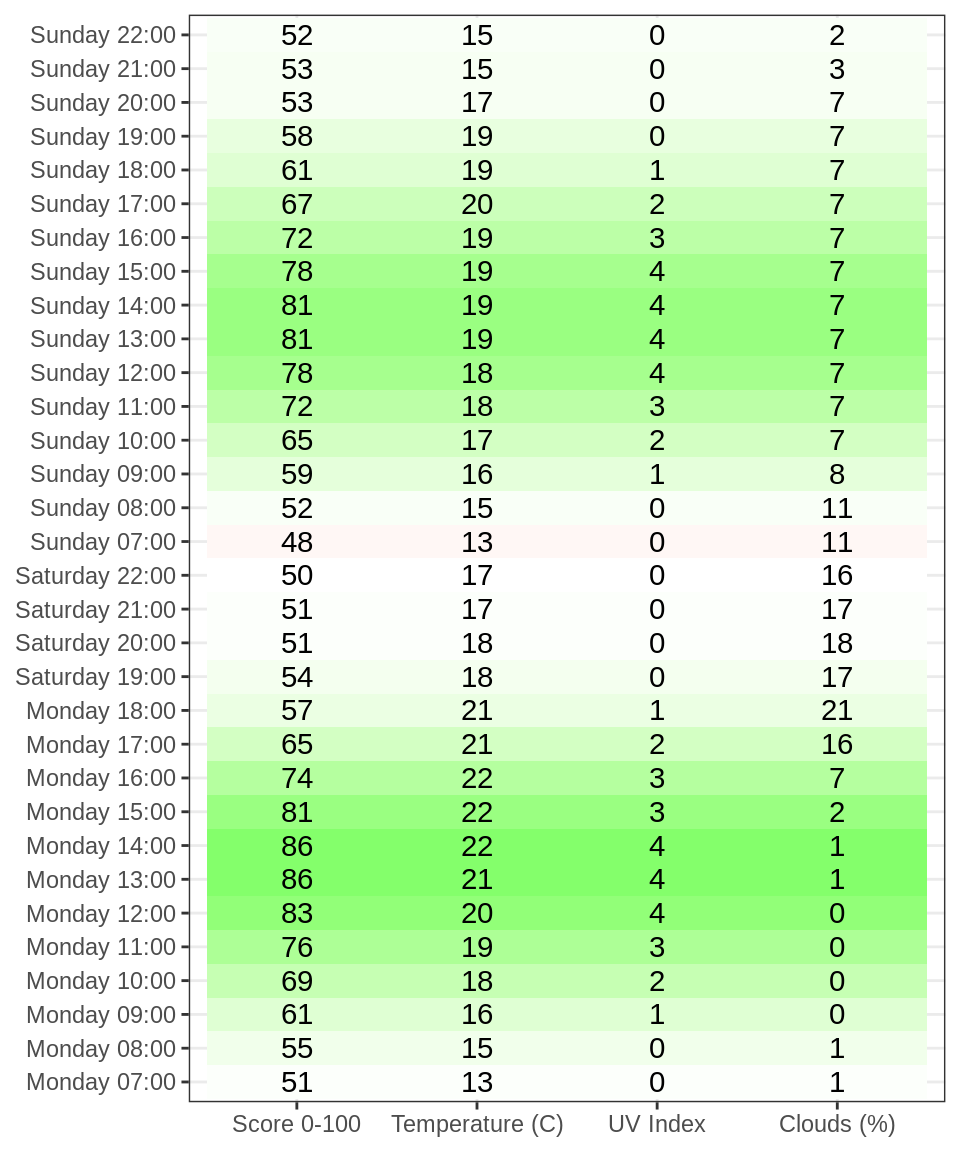 Sunday 22:00 52 15 0 2
Sunday 21:00 53 15 0 3
Sunday 20:00 53 17 0 7
Sunday 19:00 58 19 0 7
Sunday 18:00 61 19 1 7
Sunday 17:00 67 20 2 7
Sunday 16:00 72 19 3 7
Sunday 15:00 78 19 4 7
Sunday 14:00 81 19 4 7
Sunday 13:00 81 19 4 7
Sunday 12:00 78 18 4 7
Sunday 11:00 72 18 3 7
Sunday 10:00 65 17 2 7
Sunday 09:00 59 16 1 8
Sunday 08:00 52 15 0 11
Sunday 07:00 48 13 0 11
Saturday 22:00 50 17 0 16
Saturday 21:00 51 17 0 17
Saturday 20:00 51 18 0 18
Saturday 19:00 54 18 0 17
Monday 18:00 57 21 1 21
Monday 17:00 65 21 2 16
Monday 16:00 74 22 3 7
Monday 15:00 81 22 3 2
Monday 14:00 86 22 4 1
Monday 13:00 86 21 4 1
Monday 12:00 83 20 4 0
Monday 11:00 76 19 3 0
Monday 10:00 69 18 2 0
Monday 09:00 61 16 1 0
Monday 08:00 55 15 0 1
Monday 07:00 51 13 0 1
Score 0-100 Temperature (C) UV Index Clouds (%)